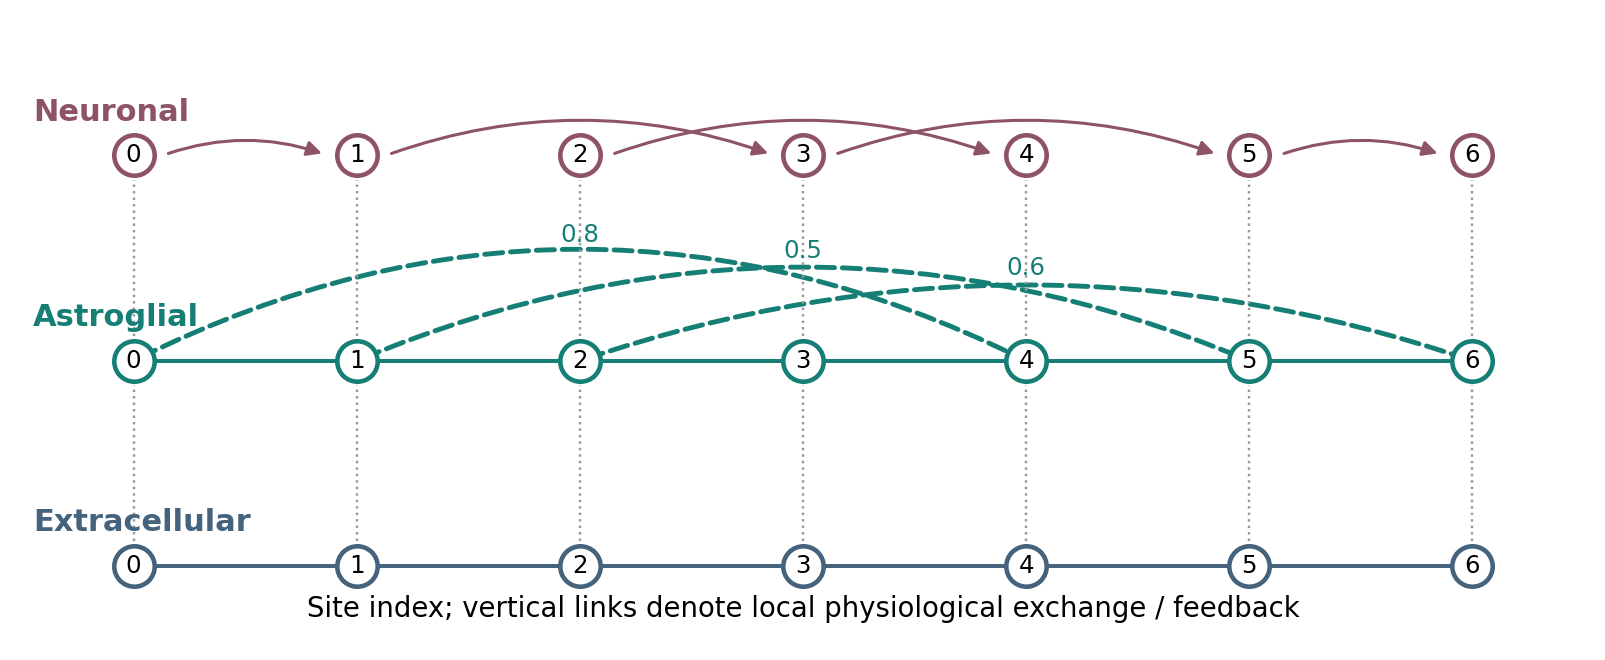 Neuronal
0 1 2 3 4 5 6
0.8
0.5
0.6
Astroglial
0 1 2 3 4 5 6
Extracellular
0 1 2 3 4 5 6
Site index; vertical links denote local physiological exchange / feedback